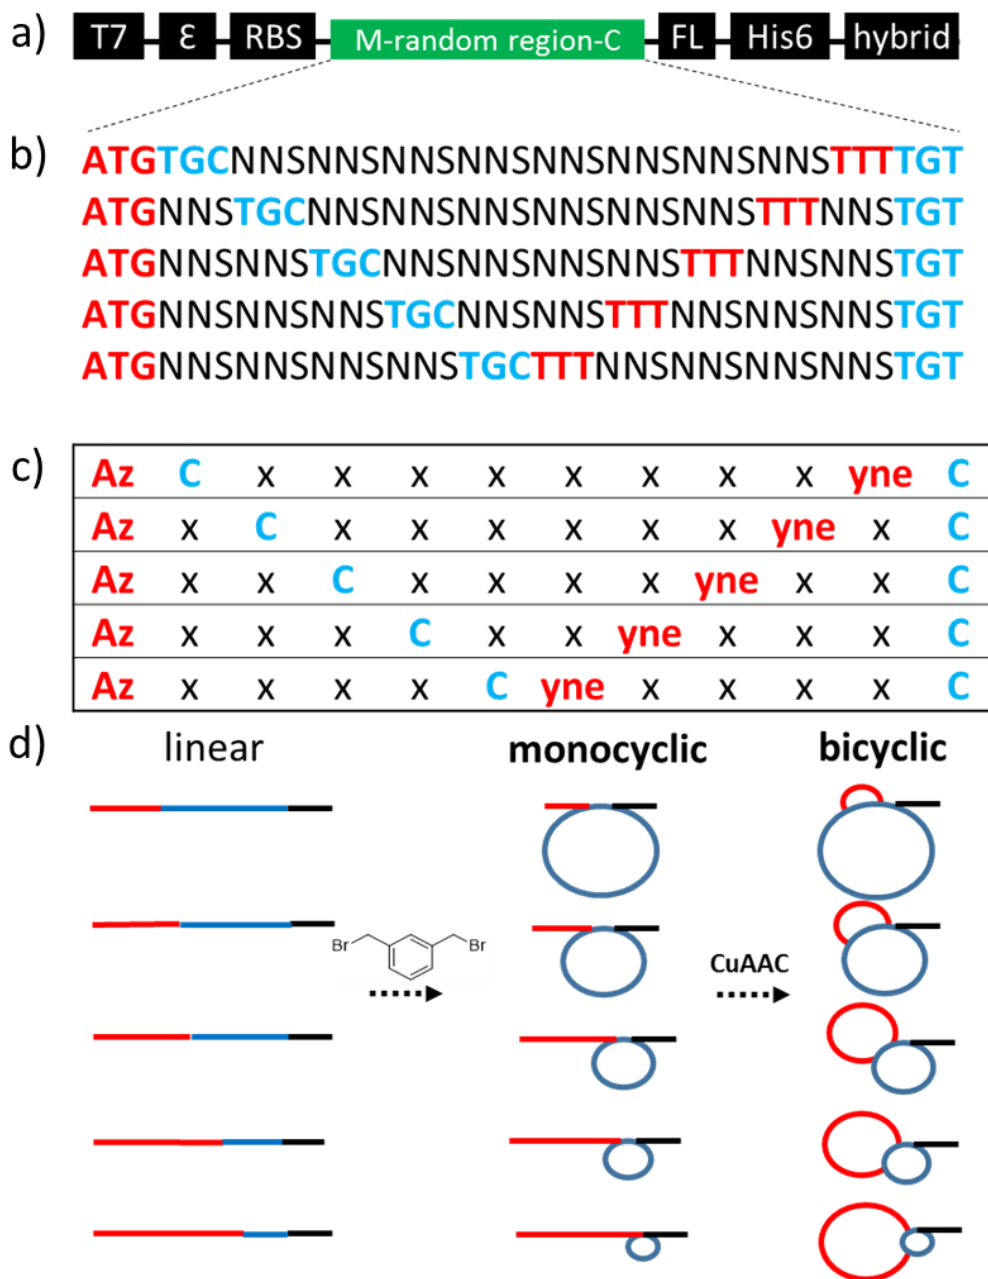 a) T7 Ɛ RBS M-random region-C FL His6 hybrid
b) ATGTGCNNSNNSNNSNNSNNSNNSNNSNNSTTTTGT
ATGNNSTGCNNSNNSNNSNNSNNSNNSTTTNNSTGT
ATGNNSNNSTGCNNSNNSNNSNNSTTTNNSNNSTGT
ATGNNSNNSNNSTGCNNSNNSTTTNNSNNSNNSTGT
ATGNNSNNSNNSNNSTGCTTTNNSNNSNNSNNSTGT
c) Az C x x x x x x x x yne C
Az x C x x x x x x yne x C
Az x x C x x x x yne x x C
Az x x x C x x yne x x x C
Az x x x x C yne x x x x C
d) linear monocyclic bicyclic
Br Br
CuAAC